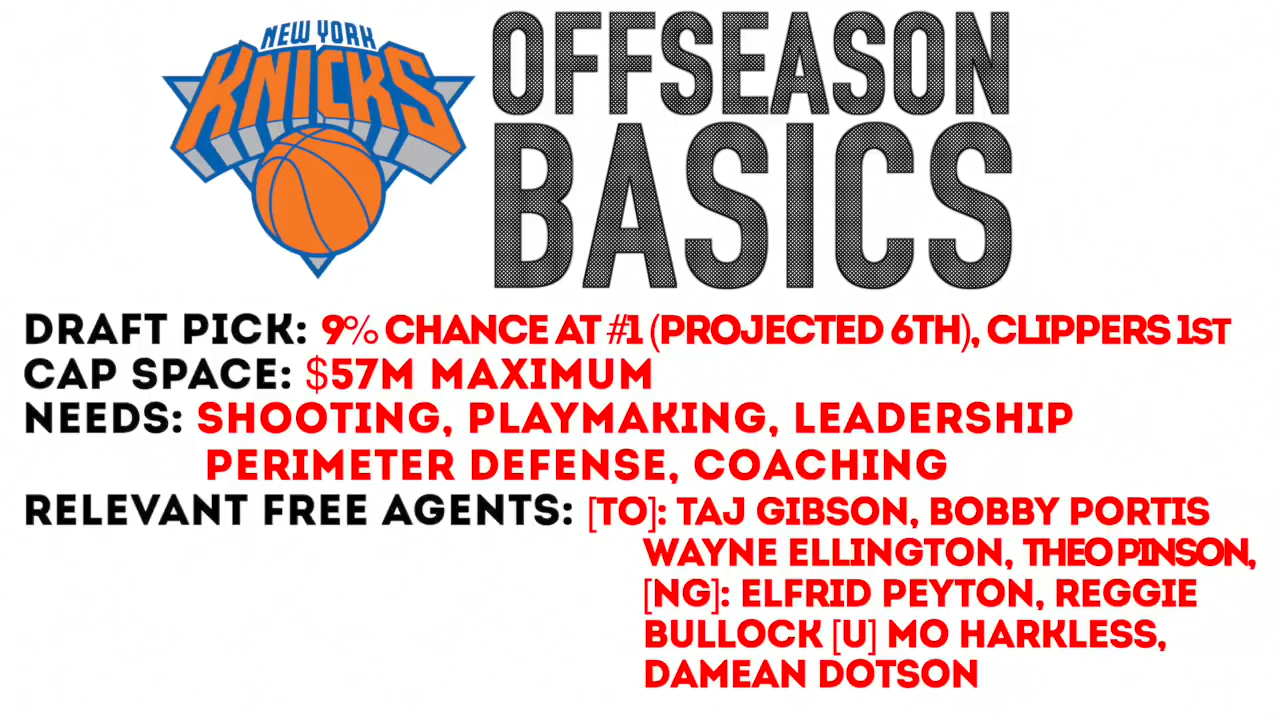 NEW YORK
KNICKS
OFFSEASON
BASICS
DRAFT PICK: 9% CHANCE AT #1 (PROJECTED 6TH), CLIPPERS 1ST
CAP SPACE: $57M MAXIMUM
NEEDS: SHOOTING, PLAYMAKING, LEADERSHIP
PERIMETER DEFENSE, COACHING
RELEVANT FREE AGENTS: [TO]: TAJ GIBSON, BOBBY PORTIS
WAYNE ELLINGTON, THEO PINSON,
[NG]: ELFRID PEYTON, REGGIE
BULLOCK [U] MO HARKLESS,
DAMEAN DOTSON